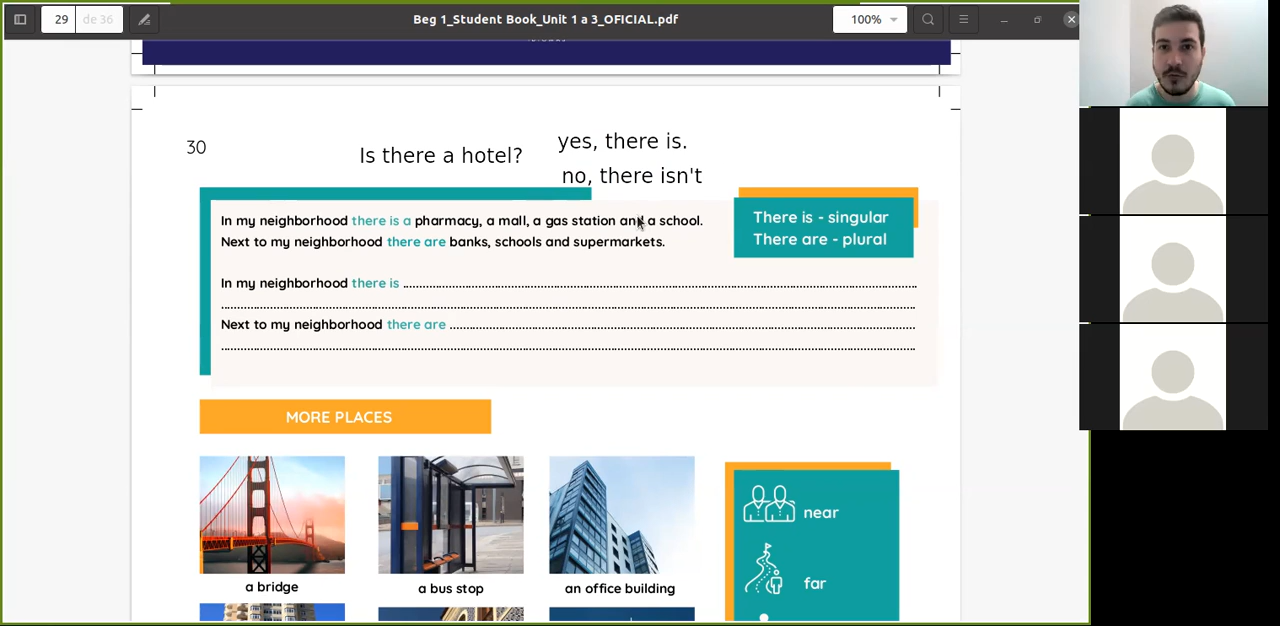 29 de 36
Beg 1_Student Book_Unit 1 a 3_OFICIAL.pdf
100%
30
Is there a hotel?
yes, there is.
no, there isn't
In my neighborhood there is a pharmacy, a mall, a gas station and a school.
Next to my neighborhood there are banks, schools and supermarkets.
There is - singular
There are - plural
In my neighborhood there is
Next to my neighborhood there are
MORE PLACES
a bridge
a bus stop
an office building
near
far